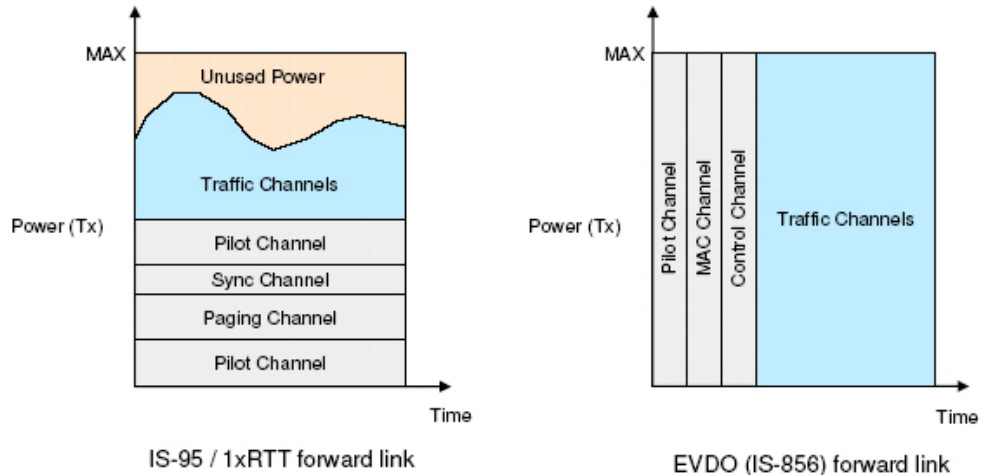 MAX
Unused Power
Traffic Channels
Power (Tx)
Pilot Channel
Sync Channel
Paging Channel
Pilot Channel
Time
IS-95 / 1xRTT forward link
MAX
Power (Tx)
Pilot Channel
MAC Channel
Control Channel
Traffic Channels
Time
EVDO (IS-856) forward link